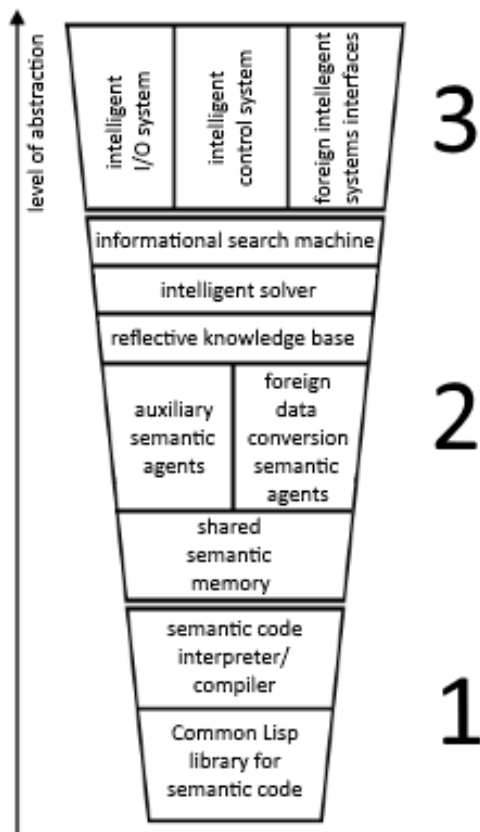 level of abstraction
intelligent
I/O system
intelligent
control system
foreign intellegent
systems interfaces
3
informational search machine
intelligent solver
reflective knowledge base
auxiliary
semantic
agents
foreign
data
conversion
semantic
agents
2
shared
semantic
memory
semantic code
interpreter/
compiler
1
Common Lisp
library for
semantic code